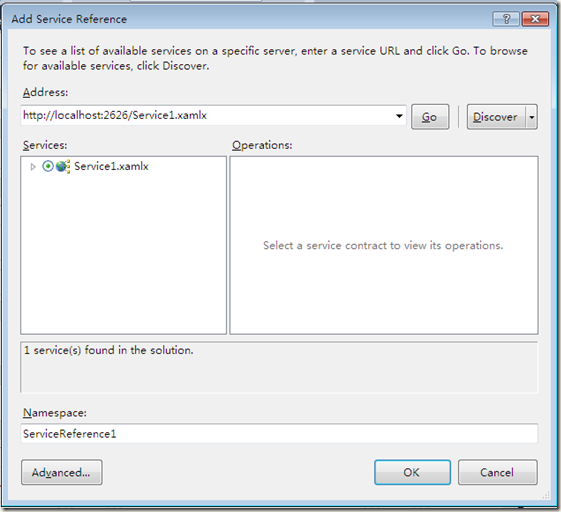 Add Service Reference
To see a list of available services on a specific server, enter a service URL and click Go. To browse
for available services, click Discover.
Address:
http://localhost:2626/Service1.xamlx
Go
Discover
Services:
Operations:
Service1.xamlx
Select a service contract to view its operations.
1 service(s) found in the solution.
Namespace:
ServiceReference1
Advanced...
OK
Cancel